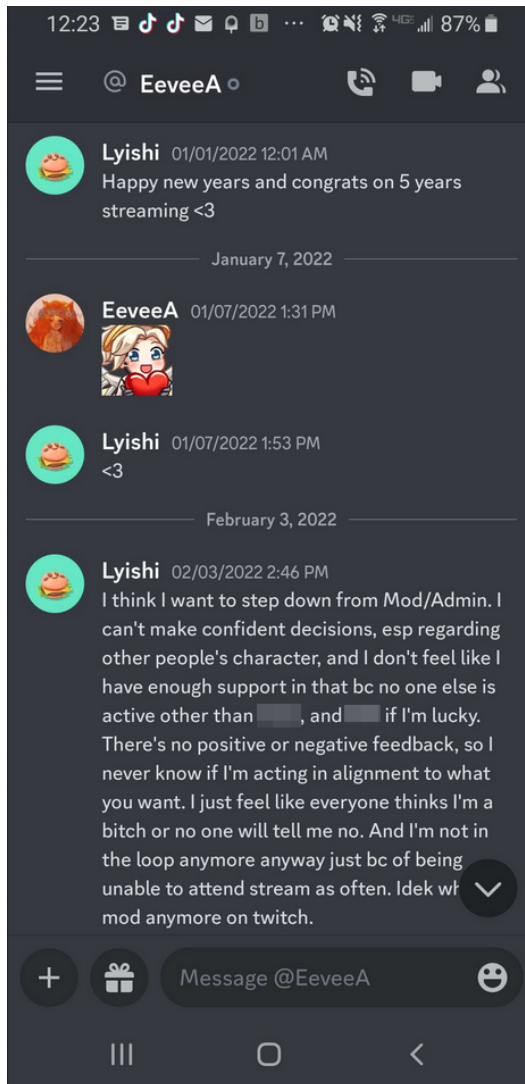 12:23 87%
@ EeveeA
Lyishi 01/01/2022 12:01 AM
Happy new years and congrats on 5 years
streaming <3
January 7, 2022
EeveeA 01/07/2022 1:31 PM
Lyishi 01/07/2022 1:53 PM
<3
February 3, 2022
Lyishi 02/03/2022 2:46 PM
I think I want to step down from Mod/Admin. I
can't make confident decisions, esp regarding
other people's character, and I don't feel like I
have enough support in that bc no one else is
active other than , and if I'm lucky.
There's no positive or negative feedback, so I
never know if I'm acting in alignment to what
you want. I just feel like everyone thinks I'm a
bitch or no one will tell me no. And I'm not in
the loop anymore anyway just bc of being
unable to attend stream as often. Idek
mod anymore on twitch.
Message @EeveeA